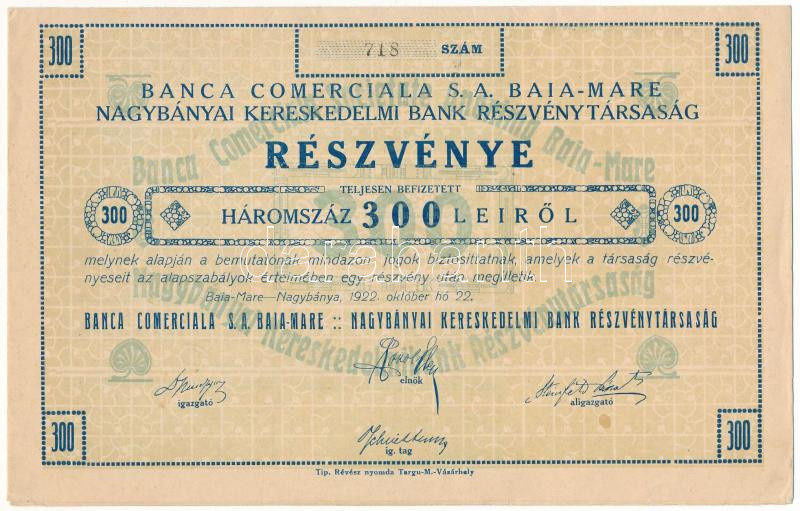 300
718 SZÁM
300
BANCA COMERCIALA S.A. BAIA-MARE
NAGYBÁNYAI KERESKEDELMI BANK RÉSZVÉNYTÁRSASÁG
RÉSZVÉNYE
TELJESEN BEFIZETETT
300
HÁROMSZÁZ 300 LEIRŐL
300
melynek alapján a bemutatónak mindazon jogok biztosittatnak, amelyek a társaság részvé-
nyeseit az alapszabályok értelmében egy részvény után megilletik.
Baia-Mare—Nagybánya, 1922. október hó 22.
BANCA COMERCIALA S.A. BAIA-MARE :: NAGYBÁNYAI KERESKEDELMI BANK RÉSZVÉNYTÁRSASÁG
elnök
igazgató
aligazgató
ig. tag
300
300
Tip. Révész nyomda Targu-M.-Vásárhely